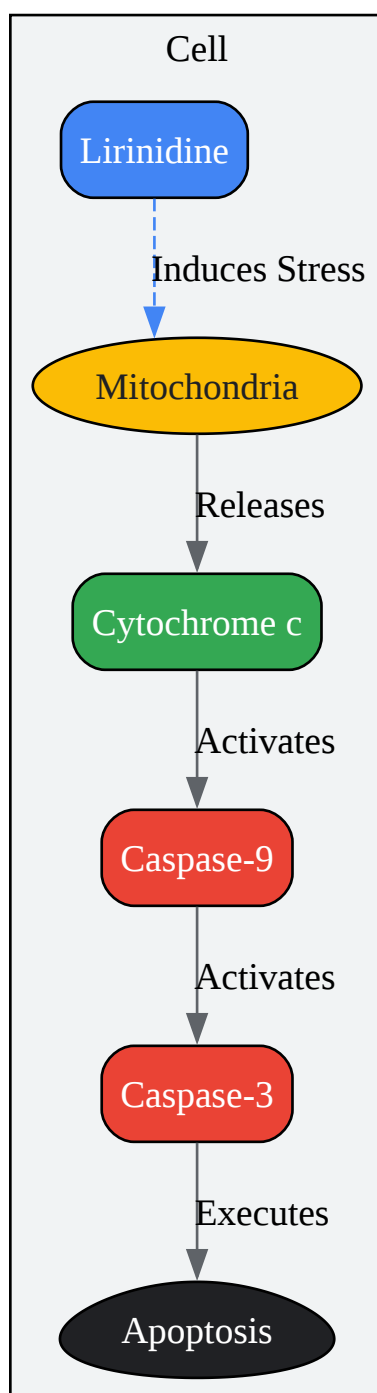 Cell
Lirinidine
Induces Stress
Mitochondria
Releases
Cytochrome c
Activates
Caspase-9
Activates
Caspase-3
Executes
Apoptosis